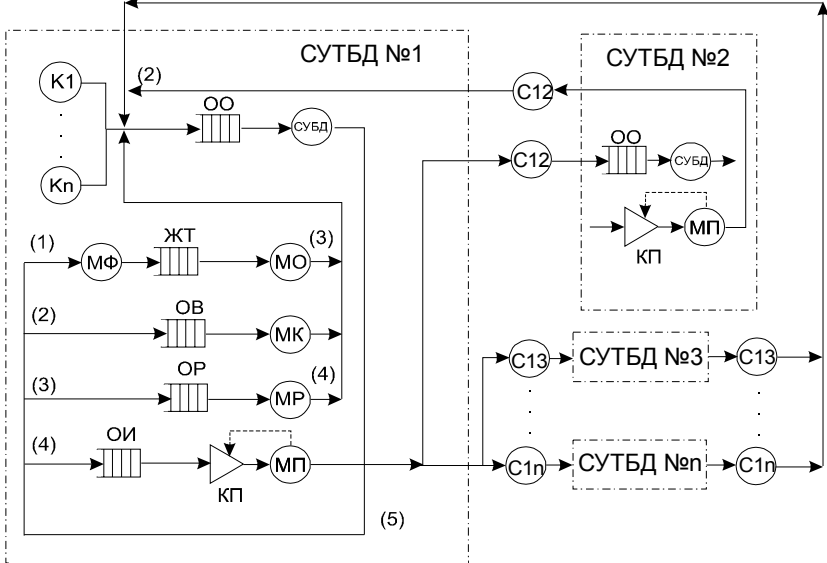 СУТБД №1
СУТБД №2
К1
(2)
ОО
СУБД
С12
Кn
С12
ОО
СУБД
МП
КП
(1)
МФ
ЖТ
МО
(3)
(2)
ОВ
МК
(3)
ОР
МР
(4)
С13
СУТБД №3
С13
(4)
ОИ
КП
МП
С1n
СУТБД №n
С1n
(5)